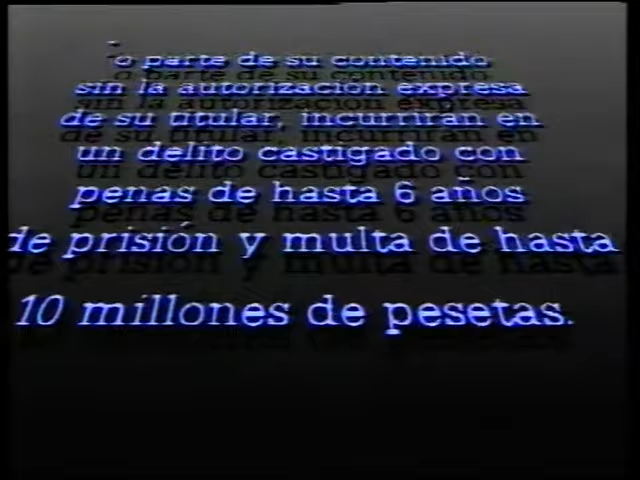 o parte de su contenido
sin la autorización expresa
de su titular, incurrirán en
un delito castigado con
penas de hasta 6 años
de prisión y multa de hasta
10 millones de pesetas.